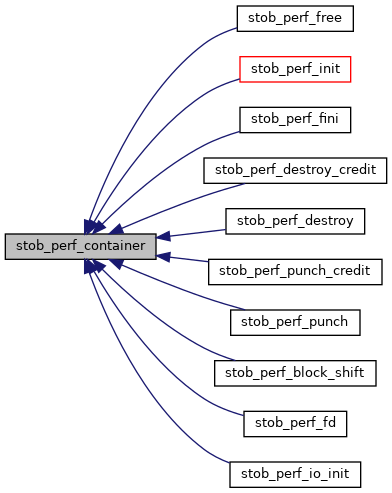 stob_perf_free
stob_perf_init
stob_perf_fini
stob_perf_destroy_credit
stob_perf_destroy
stob_perf_container
stob_perf_punch_credit
stob_perf_punch
stob_perf_block_shift
stob_perf_fd
stob_perf_io_init